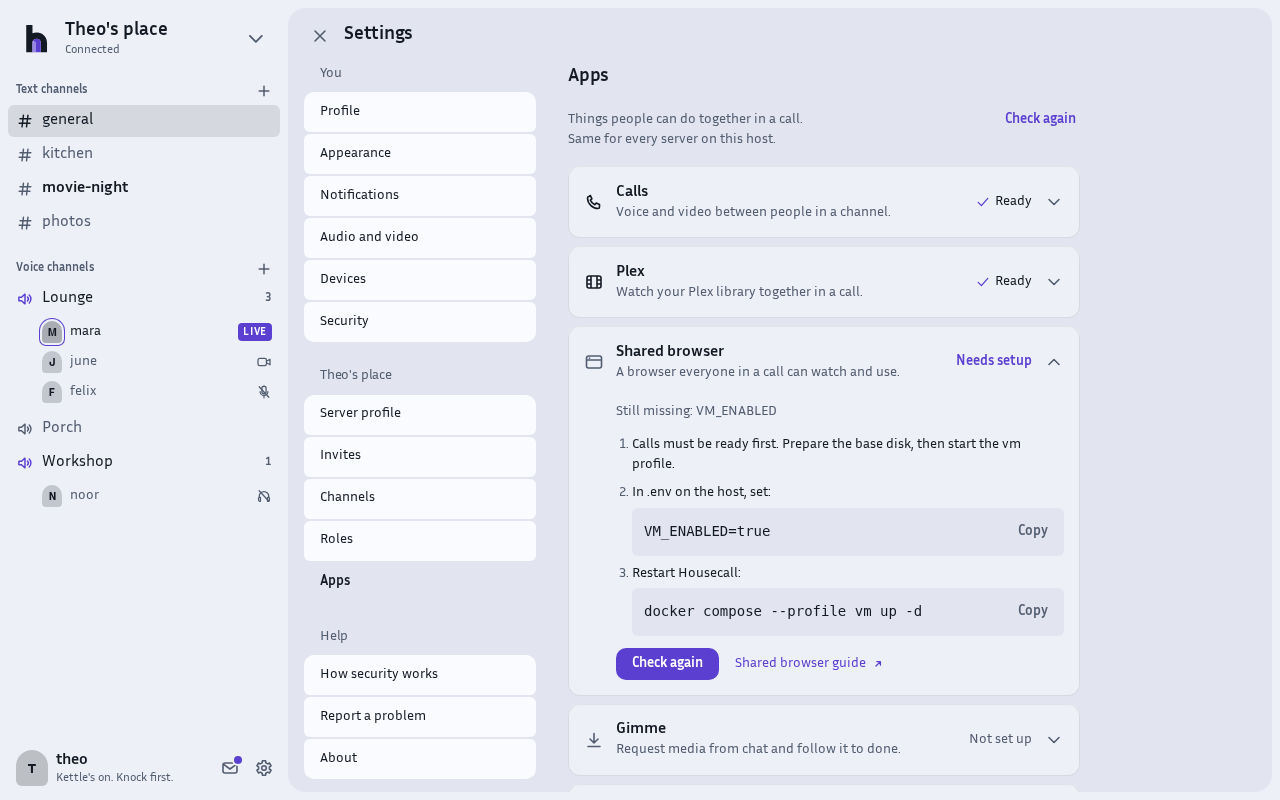 Theo's place
Connected
Text channels
general
kitchen
movie-night
photos
Voice channels
Lounge
3
M
mara
LIVE
J
june
F
felix
Porch
Workshop
1
N
noor
T
theo
Kettle's on. Knock first.
Settings
You
Profile
Appearance
Notifications
Audio and video
Devices
Security
Theo's place
Server profile
Invites
Channels
Roles
Apps
Help
How security works
Report a problem
About
Apps
Things people can do together in a call.
Same for every server on this host.
Check again
Calls
Voice and video between people in a channel.
Ready
Plex
Watch your Plex library together in a call.
Ready
Shared browser
A browser everyone in a call can watch and use.
Needs setup
Still missing: VM_ENABLED
1. Calls must be ready first. Prepare the base disk, then start the vm
profile.
2. In .env on the host, set:
VM_ENABLED=true
Copy
3. Restart Housecall:
docker compose --profile vm up -d
Copy
Check again
Shared browser guide
Gimme
Request media from chat and follow it to done.
Not set up